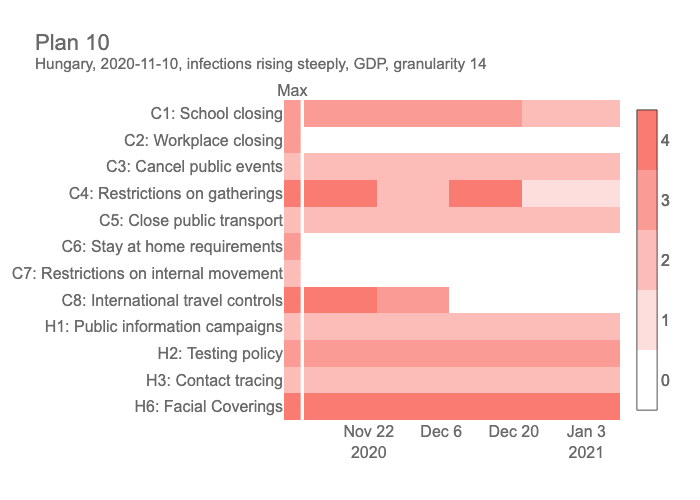 Plan 10
Hungary, 2020-11-10, infections rising steeply, GDP, granularity 14
Max
C1: School closing
C2: Workplace closing
C3: Cancel public events
C4: Restrictions on gatherings
C5: Close public transport
C6: Stay at home requirements
C7: Restrictions on internal movement
C8: International travel controls
H1: Public information campaigns
H2: Testing policy
H3: Contact tracing
H6: Facial Coverings
Nov 22 Dec 6 Dec 20 Jan 3
2020 2021
4
3
2
1
0